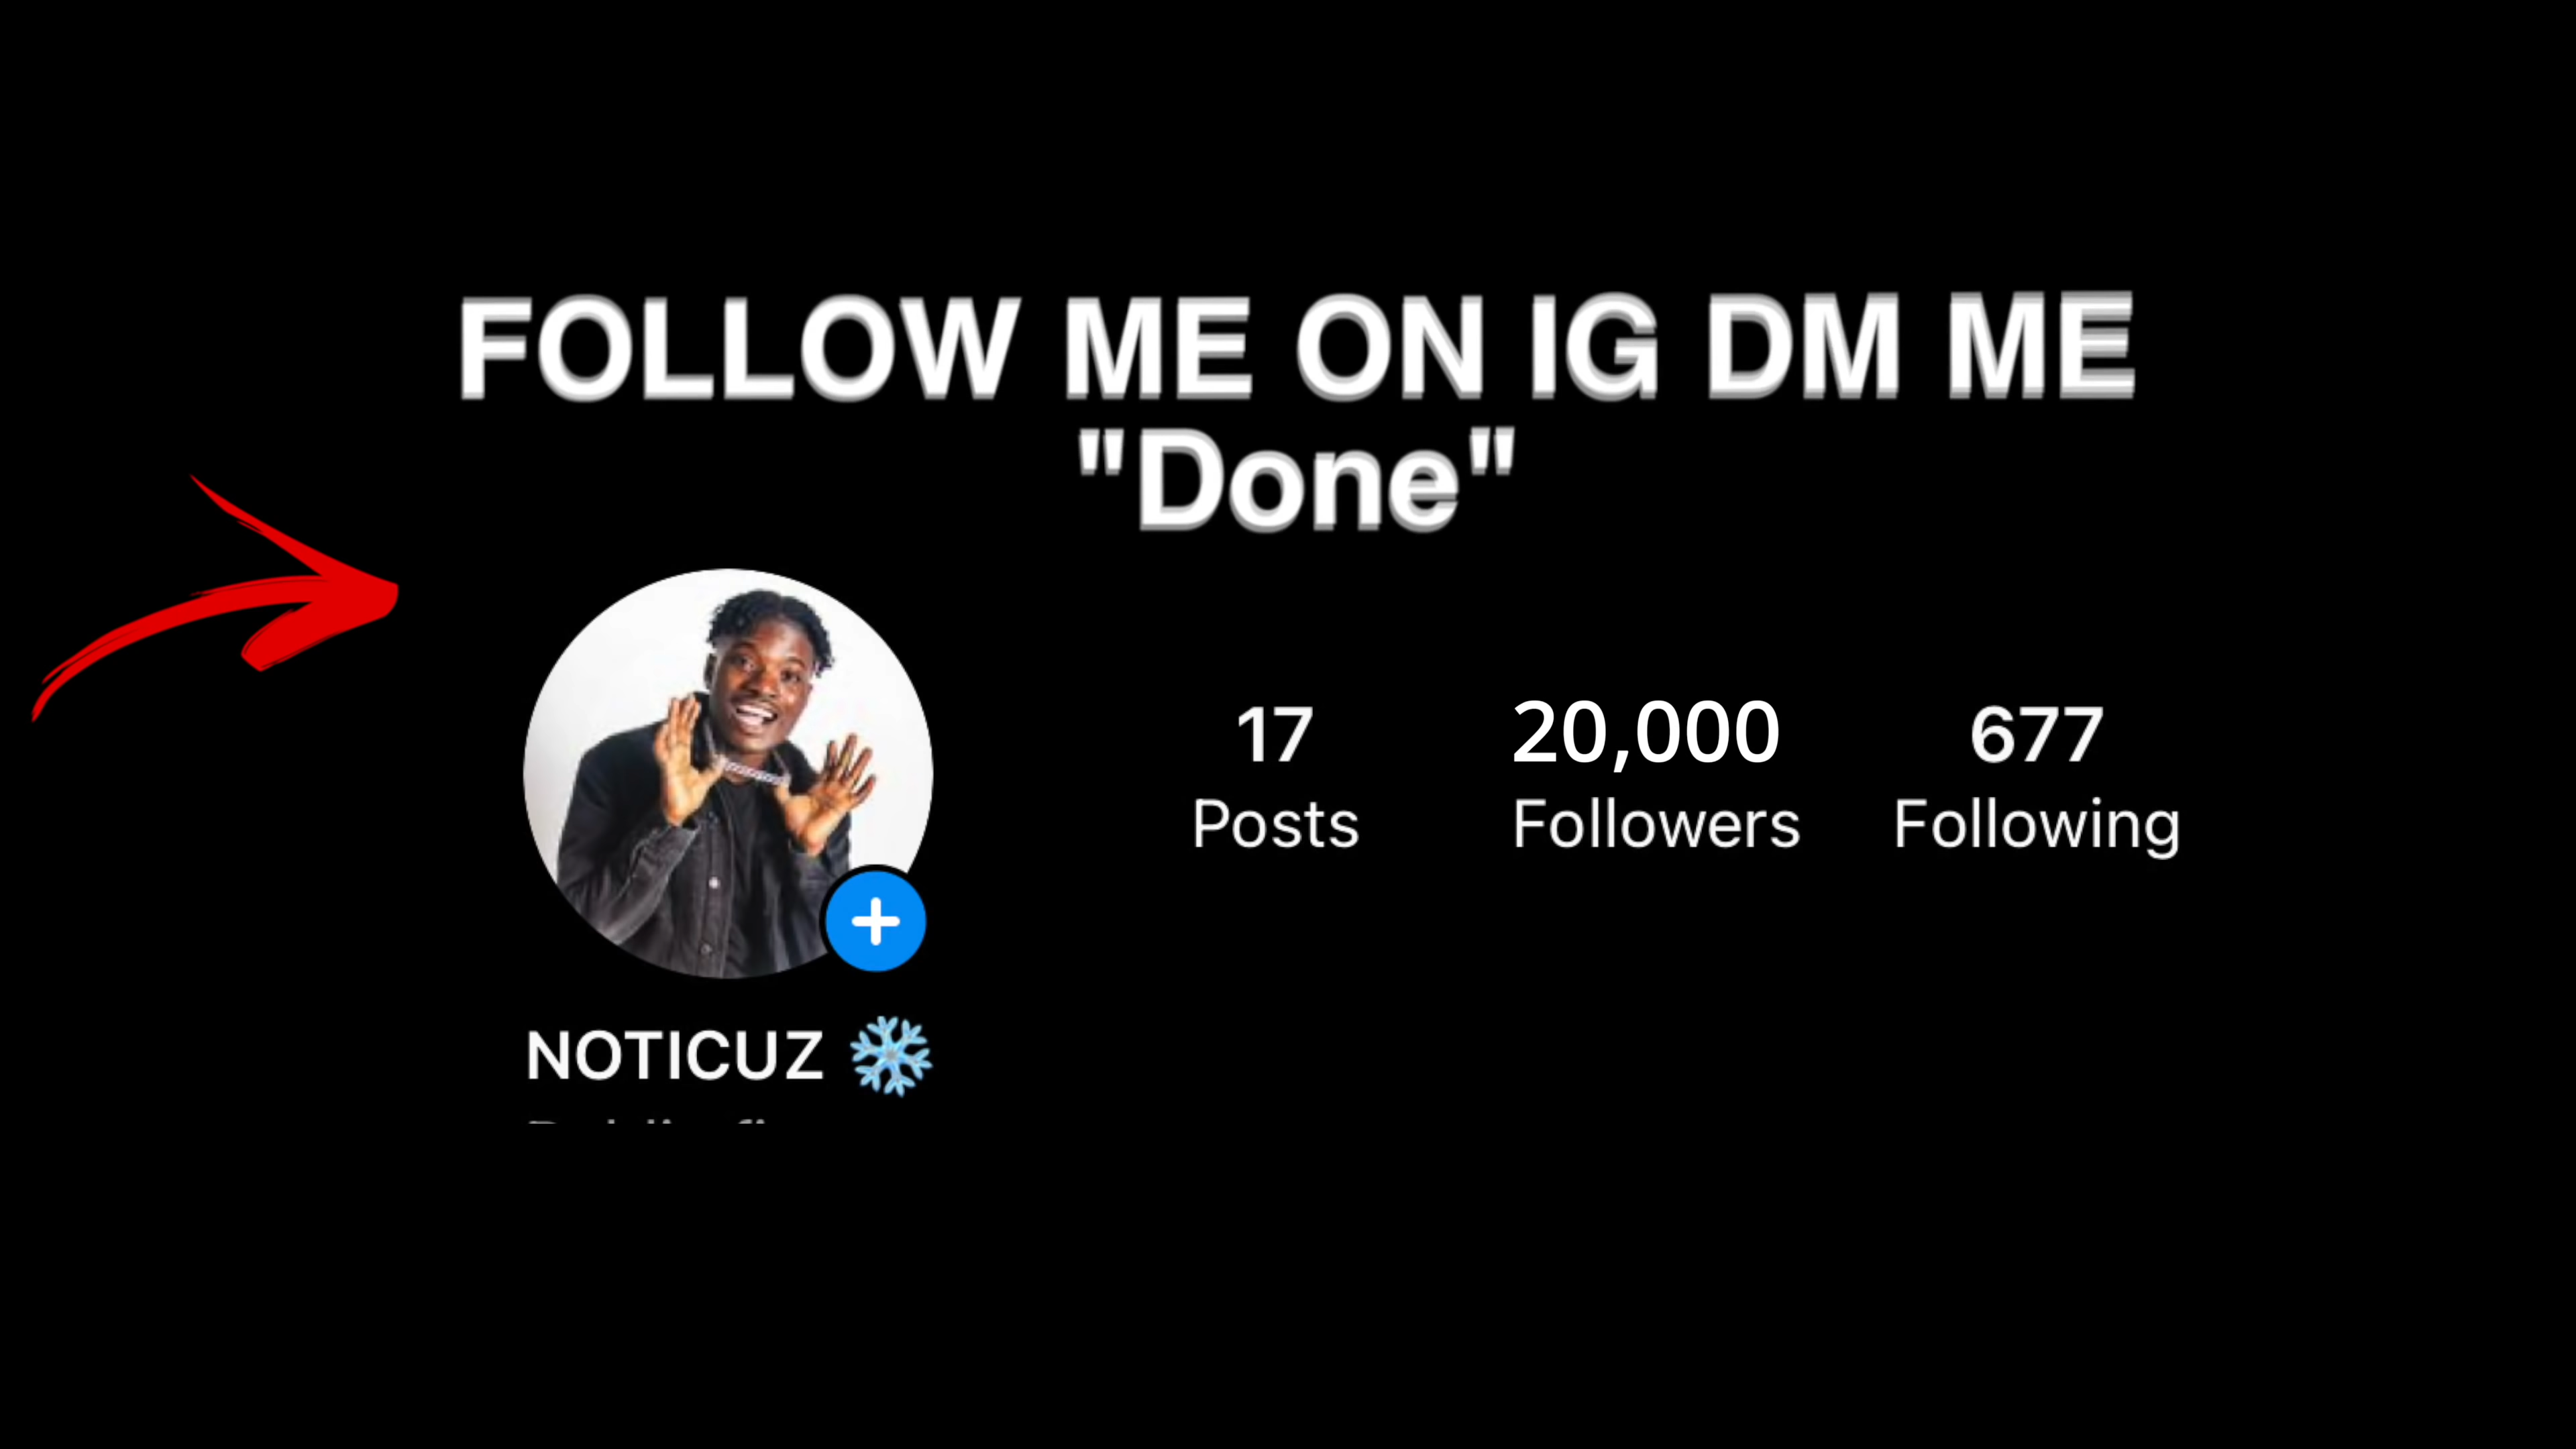 FOLLOW ME ON IG DM ME
"Done"
17 20,000 677
Posts Followers Following
NOTICUZ ❄️